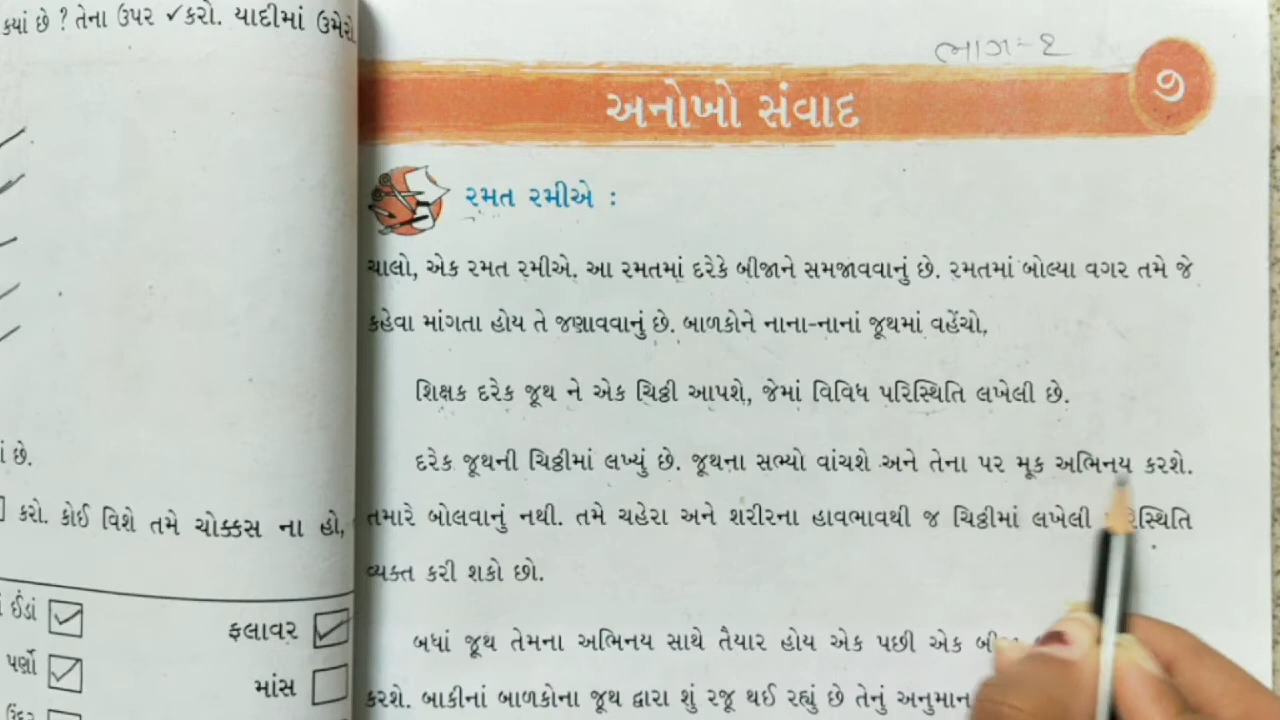 ક્યાં છે ? તેના ઉપર ✓કરો. યાદીમાં ઉમેરો
છે.
કરો. કોઈ વિશે તમે ચોક્કસ ના હો,
ઈંડાં ફલાવર
પર્ણો માંસ
ભાગ-૨
૭
અનોખો સંવાદ
રમત રમીએ :
ચાલો, એક રમત રમીએ. આ રમતમાં દરેકે બીજાને સમજાવવાનું છે. રમતમાં બોલ્યા વગર તમે જે
કહેવા માંગતા હોય તે જણાવવાનું છે. બાળકોને નાના-નાનાં જૂથમાં વહેંચો.
શિક્ષક દરેક જૂથ ને એક ચિઠ્ઠી આપશે, જેમાં વિવિધ પરિસ્થિતિ લખેલી છે.
દરેક જૂથની ચિઠ્ઠીમાં લખ્યું છે. જૂથના સભ્યો વાંચશે અને તેના પર મૂક અભિનય કરશે.
તમારે બોલવાનું નથી. તમે ચહેરા અને શરીરના હાવભાવથી જ ચિઠ્ઠીમાં લખેલી પરિસ્થિતિ
વ્યક્ત કરી શકો છો.
બધાં જૂથ તેમના અભિનય સાથે તૈયાર હોય એક પછી એક
કરશે. બાકીનાં બાળકોના જૂથ દ્વારા શું રજૂ થઈ રહ્યું છે તેનું અનુમાન